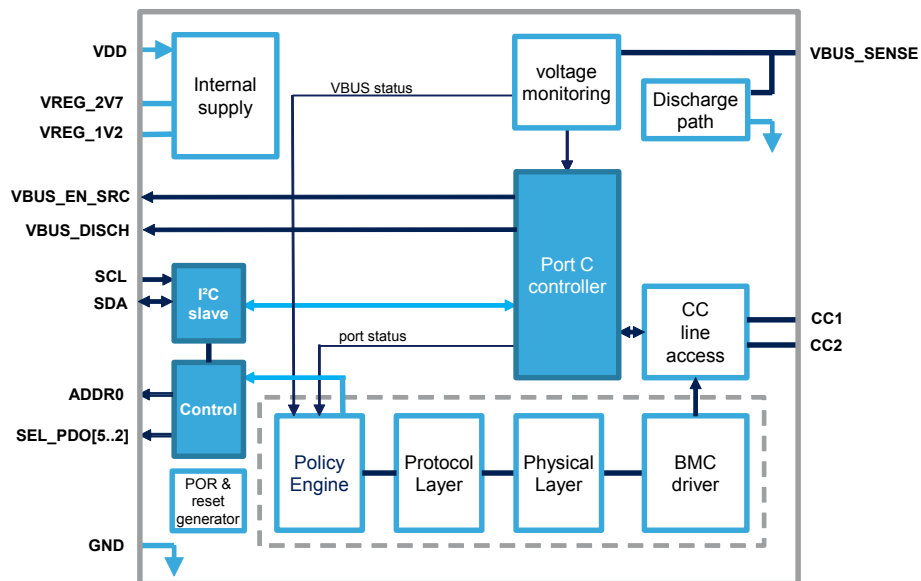 VDD
VREG_2V7
VREG_1V2
Internal
supply
VBUS status
voltage
monitoring
VBUS_SENSE
Discharge
path
VBUS_EN_SRC
VBUS_DISCH
Port C
controller
SCL
SDA
I²C
slave
port status
CC
line
access
CC1
CC2
ADDR0
SEL_PDO[5..2]
Control
POR &
reset
generator
Policy
Engine
Protocol
Layer
Physical
Layer
BMC
driver
GND